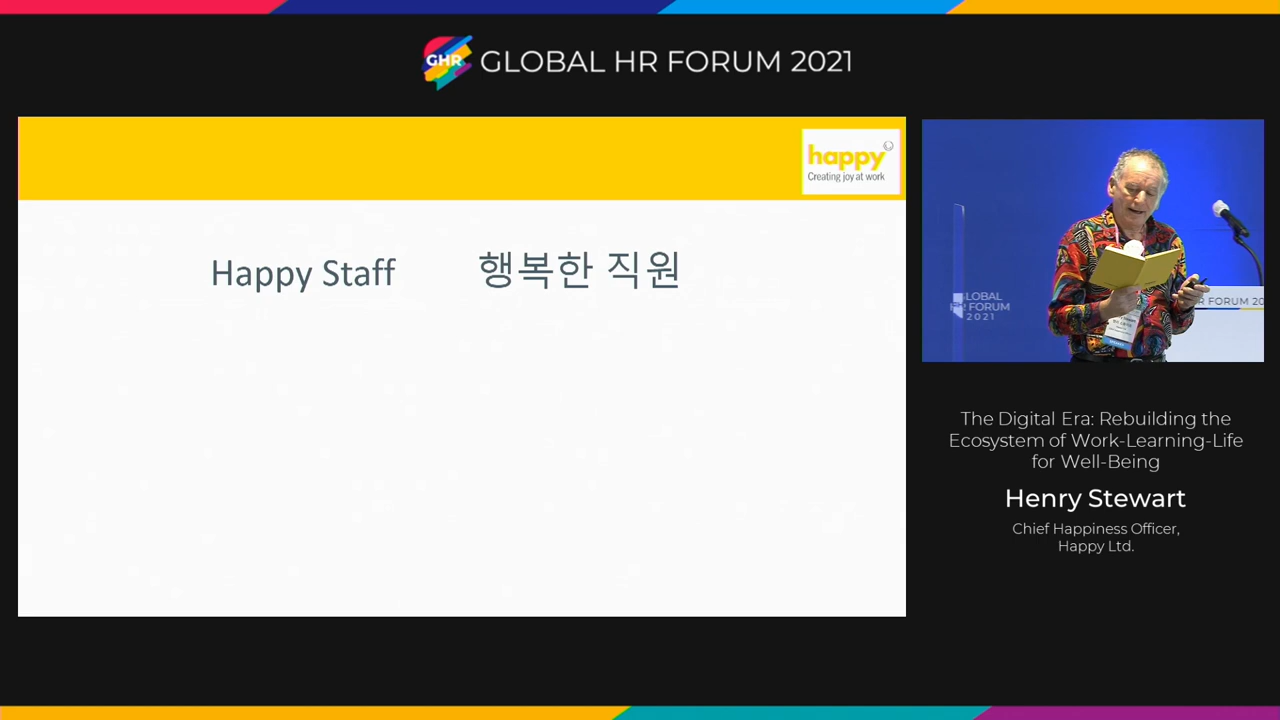 GHR GLOBAL HR FORUM 2021
happy
Creating joy at work
Happy Staff 행복한 직원
GLOBAL
HR FORUM
2021
R FORUM 20
The Digital Era: Rebuilding the
Ecosystem of Work-Learning-Life
for Well-Being
Henry Stewart
Chief Happiness Officer,
Happy Ltd.